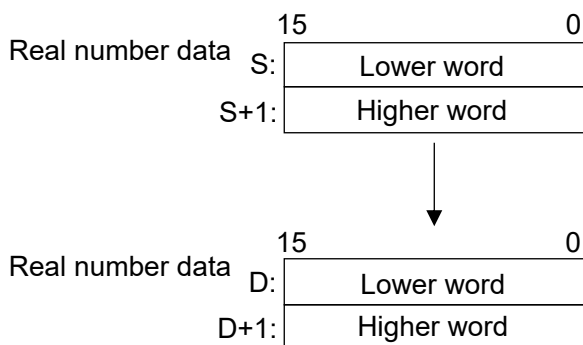 15 0
Real number data
S: Lower word
S+1: Higher word
15 0
Real number data
D: Lower word
D+1: Higher word